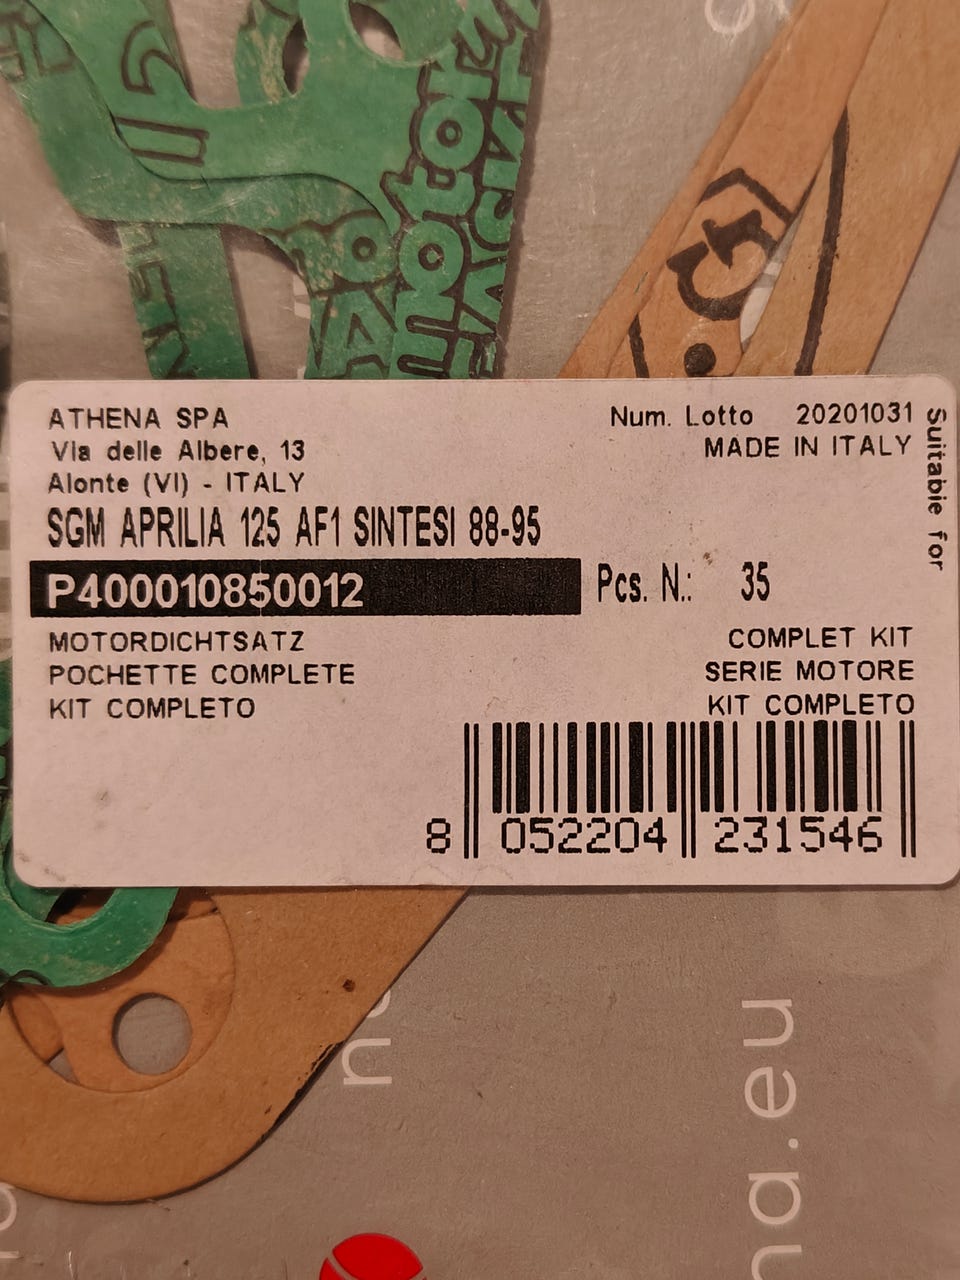 ATHENA SPA
Via delle Albere, 13
Alonte (VI) - ITALY
Num. Lotto 20201031
MADE IN ITALY
Suitable for
SGM APRILIA 125 AF1 SINTESI 88-95
P400010850012
Pcs. N.: 35
MOTORDICHTSATZ
POCHETTE COMPLETE
KIT COMPLETO
COMPLET KIT
SERIE MOTORE
KIT COMPLETO
8 052204 231546
na.eu